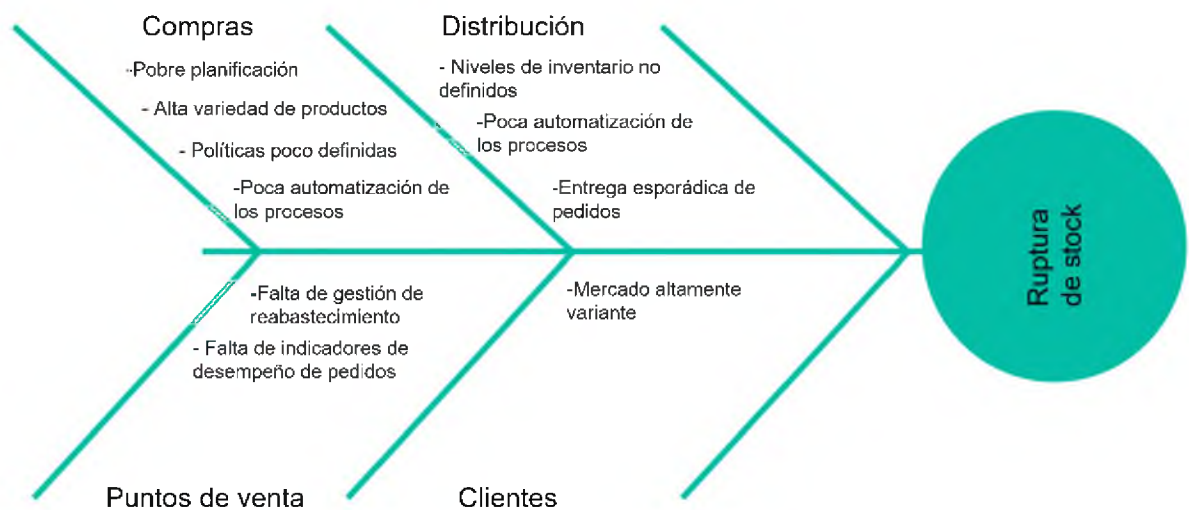 Compras
-Pobre planificación
- Alta variedad de productos
- Políticas poco definidas
-Poca automatización de
los procesos
Distribución
- Niveles de inventario no
definidos
-Poca automatización de
los procesos
-Entrega esporádica de
pedidos
-Falta de gestión de
reabastecimiento
- Falta de indicadores de
desempeño de pedidos
Puntos de venta
-Mercado altamente
variante
Clientes
Ruptura
de stock